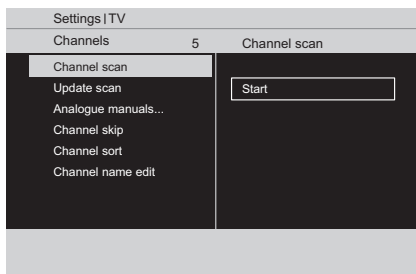 Settings|TV
Channels 5 Channel scan
Channel scan
Update scan
Start
Analogue manuals...
Channel skip
Channel sort
Channel name edit